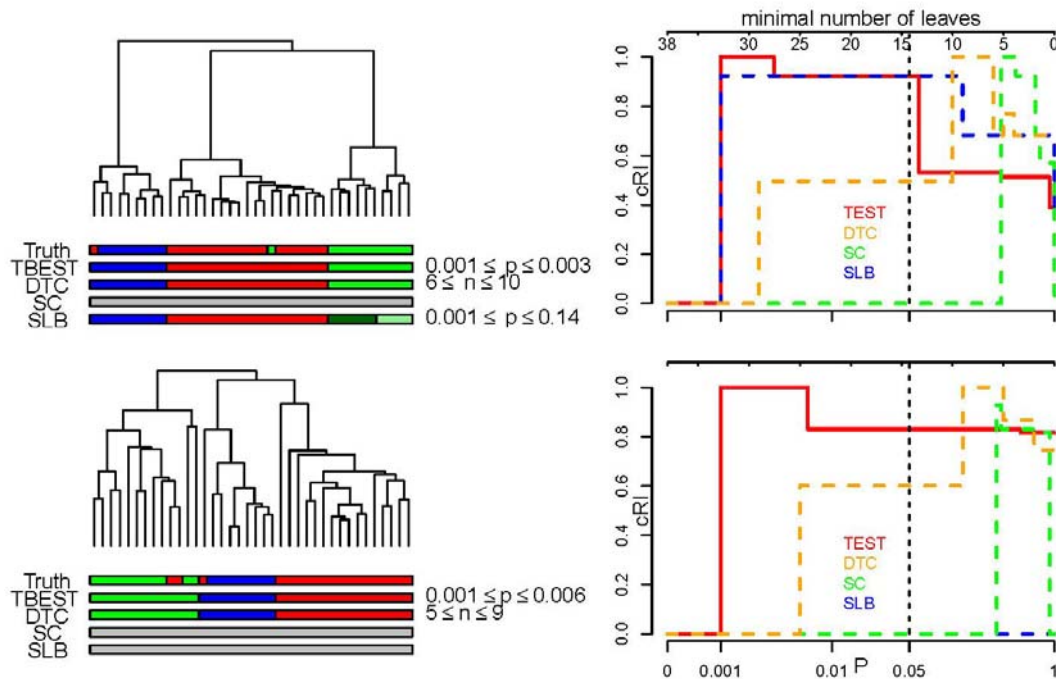 minimal number of leaves
38 30 25 20 15 10 5 0
1.0
0.8
0.6
0.4
0.2
0.0
cRI
TEST
DTC
SC
SLB
Truth
TBEST 0.001 ≤ p ≤ 0.003
DTC 6 ≤ n ≤ 10
SC
SLB 0.001 ≤ p ≤ 0.14
1.0
0.8
0.6
0.4
0.2
0.0
cRI
TEST
DTC
SC
SLB
Truth
TBEST 0.001 ≤ p ≤ 0.006
DTC 5 ≤ n ≤ 9
SC
SLB
0 0.001 0.01 P 0.05 1